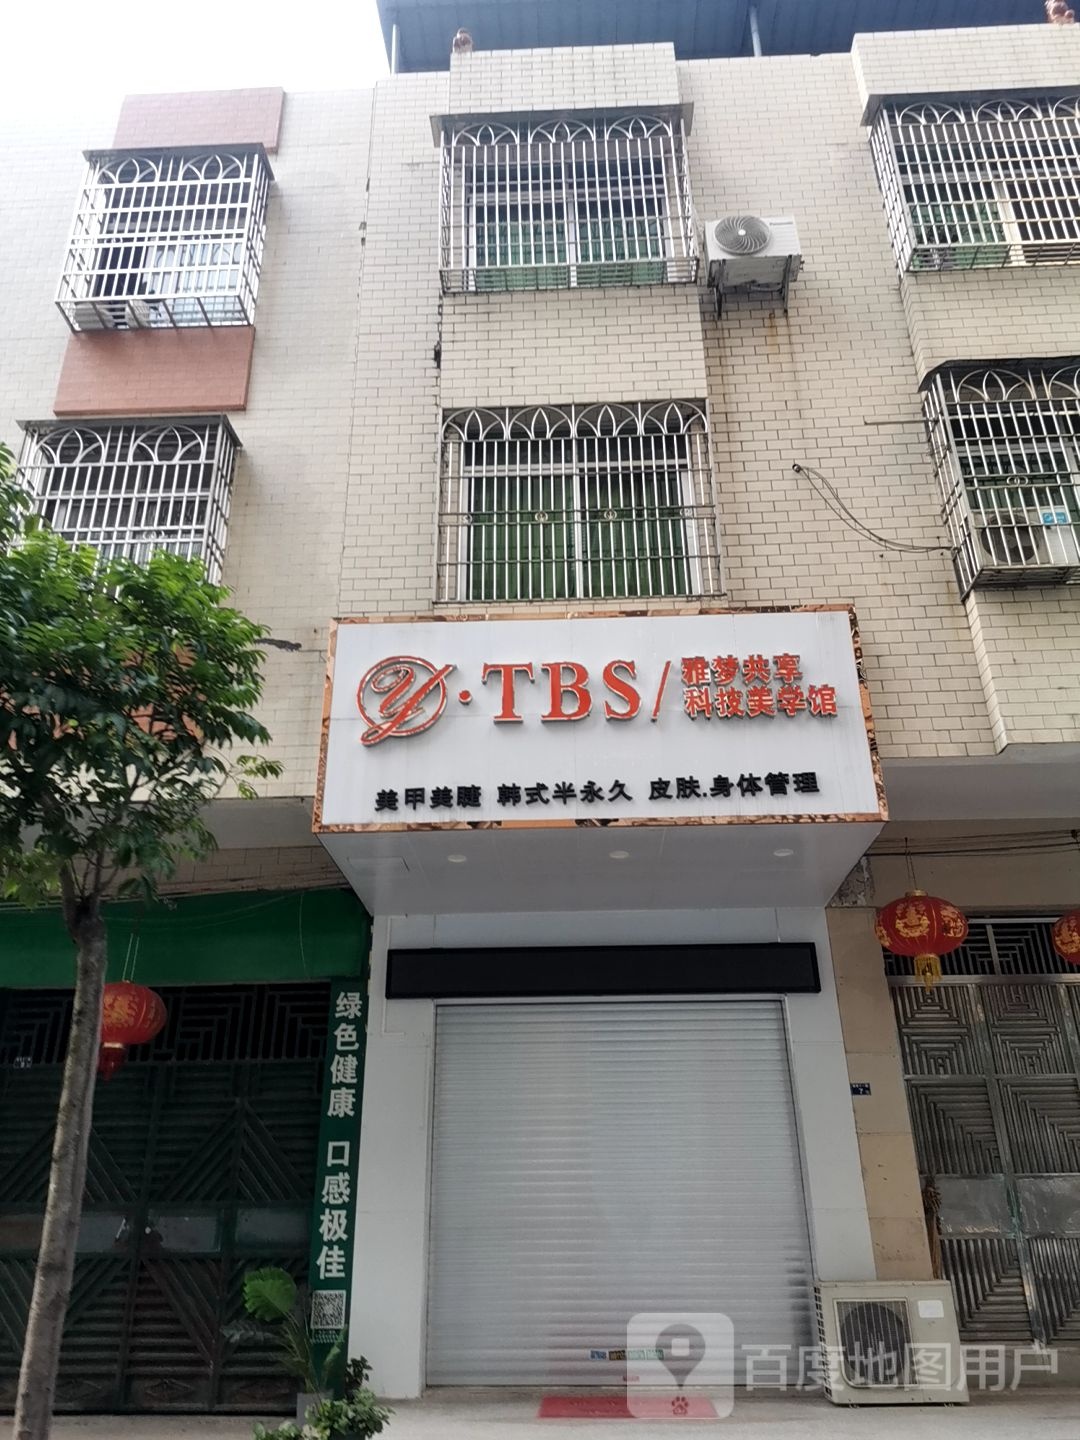 Y·TBS/
雅梦共享
科技美学馆
美甲美睫 韩式半永久 皮肤.身体管理
绿色健康 口感极佳
Panasonic
7
百度地图用户